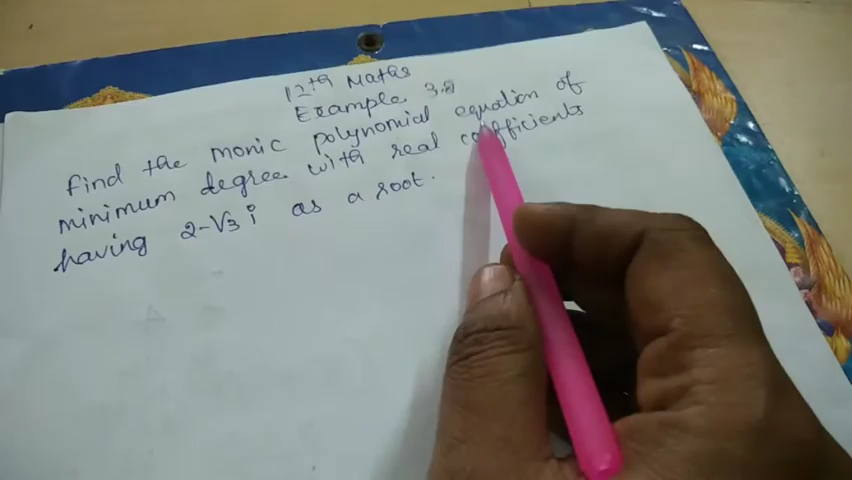 12th Maths
Example 3.8
Find the monic polynomial equation of
minimum degree with real coefficients
having 2-√3 i as a root.